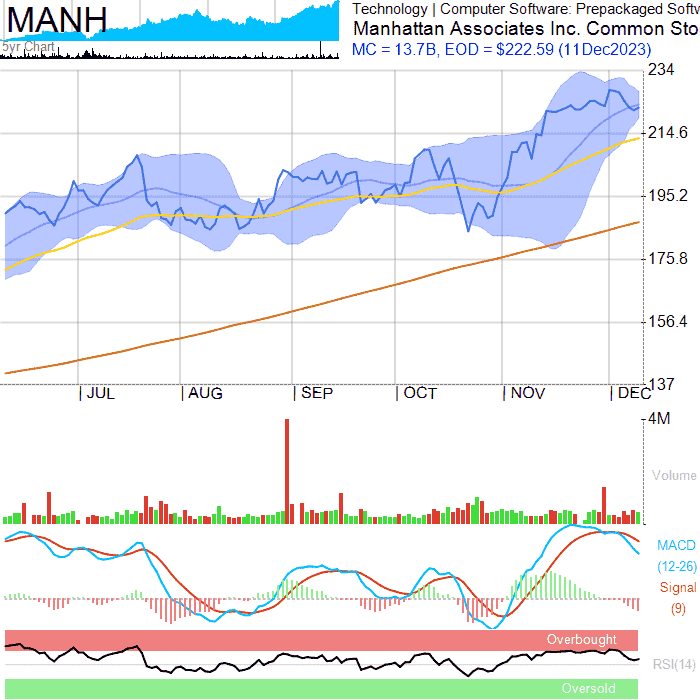 MANH
5yr Chart
Technology | Computer Software: Prepackaged Softw
Manhattan Associates Inc. Common Sto
MC = 13.7B, EOD = $222.59 (11Dec2023)
234
214.6
195.2
175.8
156.4
137
JUL
AUG
SEP
OCT
NOV
DEC
4M
Volume
MACD
(12-26)
Signal
(9)
Overbought
RSI(14)
Oversold